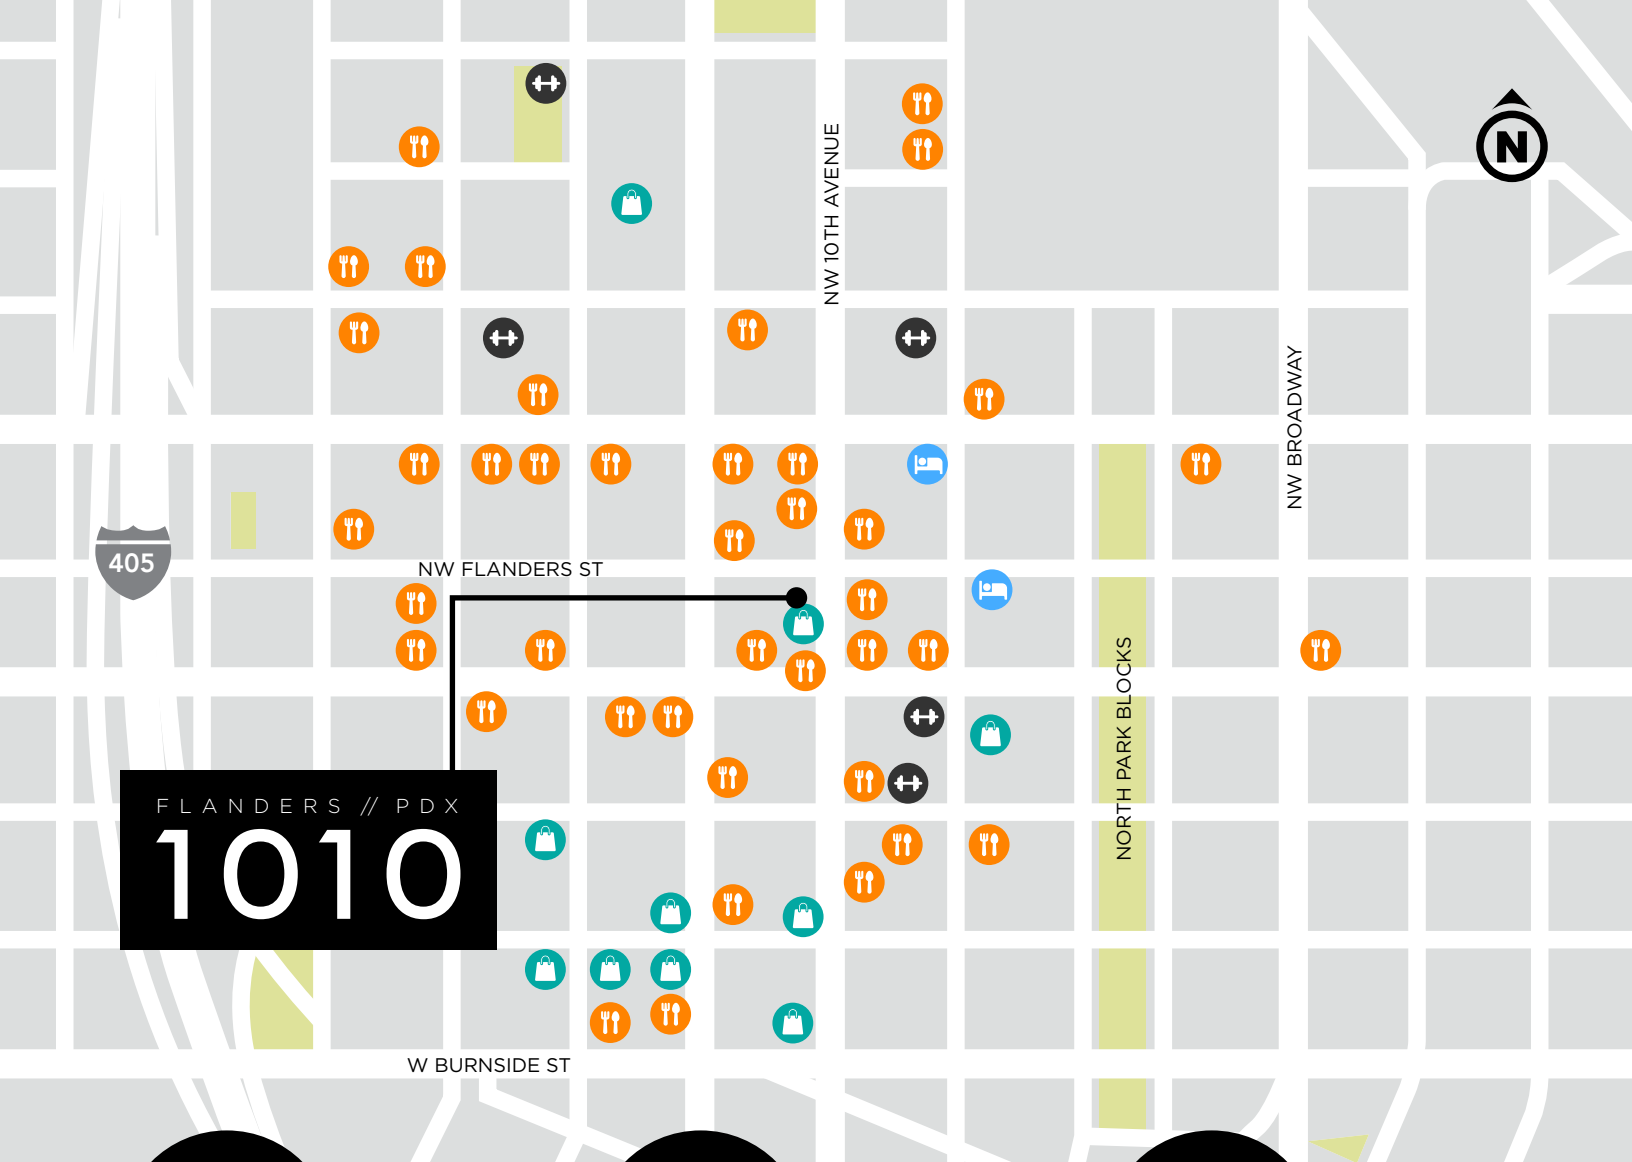 N
NW 10TH AVENUE
NW BROADWAY
405
NW FLANDERS ST
NORTH PARK BLOCKS
FLANDERS // PDX
1010
W BURNSIDE ST